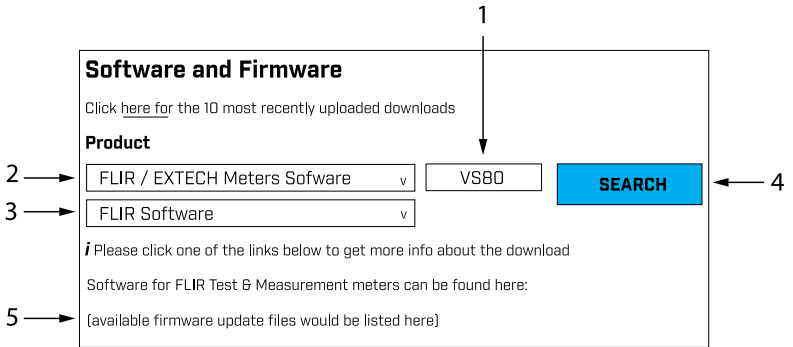 1
Software and Firmware
Click here for the 10 most recently uploaded downloads
Product
2 FLIR / EXTECH Meters Sofware v VS80 SEARCH 4
3 FLIR Software v
i Please click one of the links below to get more info about the download
Software for FLIR Test & Measurement meters can be found here:
5 (available firmware update files would be listed here)